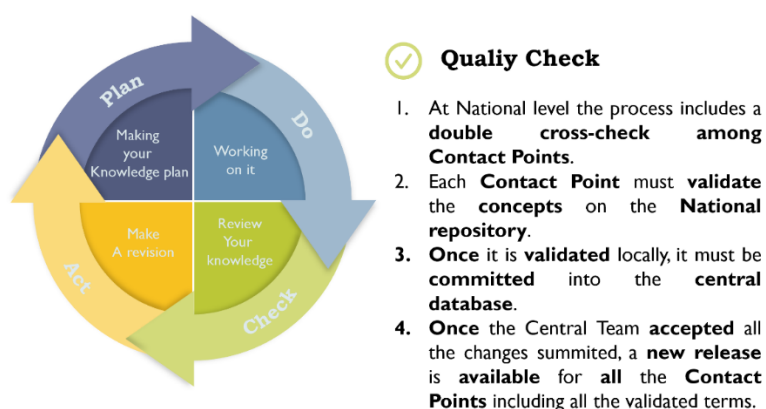 Plan
Do
Check
Act
Making
your
Knowledge plan
Working
on it
Make
A revision
Review
Your
knowledge
Qualiy Check
1. At National level the process includes a
double cross-check among
Contact Points.
2. Each Contact Point must validate
the concepts on the National
repository.
3. Once it is validated locally, it must be
committed into the central
database.
4. Once the Central Team accepted all
the changes summited, a new release
is available for all the Contact
Points including all the validated terms.